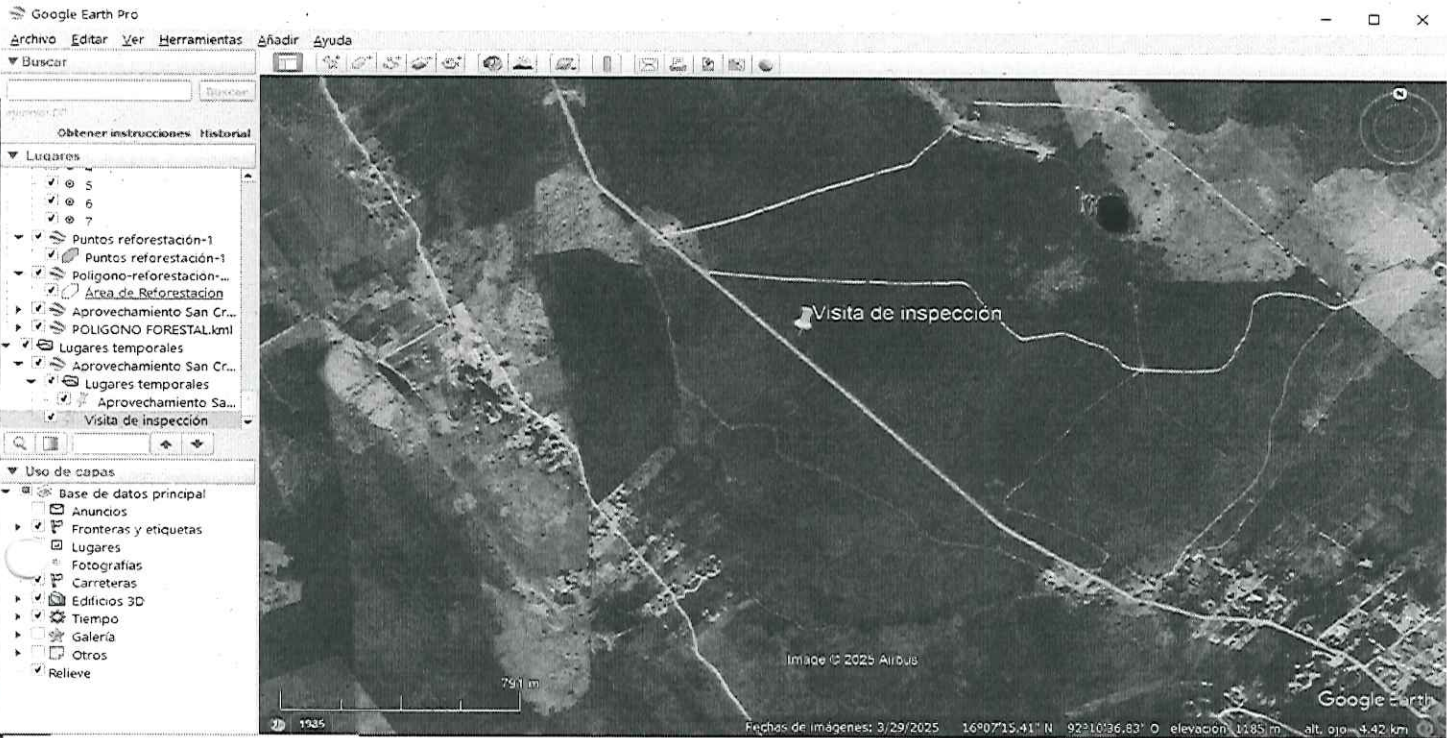 Google Earth Pro
Archivo Editar Ver Herramientas Añadir Ayuda
Buscar
Buscar
Obtener instrucciones Historial
Lugares
5
6
7
Puntos reforestación-1
Puntos reforestación-1
Poligono-reforestación-...
Área de Reforestacion
Aprovechamiento San Cr...
POLIGONO FORESTAL.kml
Lugares temporales
Aprovechamiento San Cr...
Lugares temporales
Aprovechamiento Sa...
Visita de inspección
Uso de capas
Base de datos principal
Anuncios
Fronteras y etiquetas
Lugares
Fotografías
Carreteras
Edificios 3D
Tiempo
Galería
Otros
Relieve
N
Visita de inspección
Image © 2025 Airbus
791 m
Google Earth
1985
Fechas de imágenes: 3/29/2025 16°07'15.41" N 92°10'36.83" O elevación 1185 m alt. ojo 4.42 km